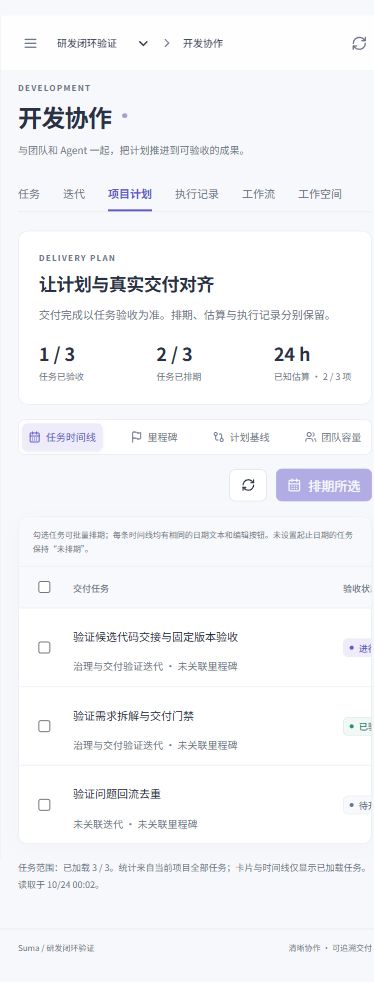 研发闭环验证 开发协作
DEVELOPMENT
开发协作
与团队和 Agent 一起，把计划推进到可验收的成果。
任务 迭代 项目计划 执行记录 工作流 工作空间
DELIVERY PLAN
让计划与真实交付对齐
交付完成以任务验收为准。排期、估算与执行记录分别保留。
1 / 3 2 / 3 24 h
任务已验收 任务已排期 已知估算 · 2 / 3 项
任务时间线 里程碑 计划基线 团队容量
排期所选
勾选任务可批量排期；每条时间线均有相同的日期文本和编辑按钮。未设置起止日期的任务
保持“未排期”。
交付任务 验收状
验证候选代码交接与固定版本验收
进行
治理与交付验证迭代 · 未关联里程碑
验证需求拆解与交付门禁
已
治理与交付验证迭代 · 未关联里程碑
验证问题回流去重
待
未关联迭代 · 未关联里程碑
任务范围：已加载 3 / 3。统计来自当前项目全部任务；卡片与时间线仅显示已加载任务。
读取于 10/24 00:02。
Suma / 研发闭环验证 清晰协作 · 可追溯交付